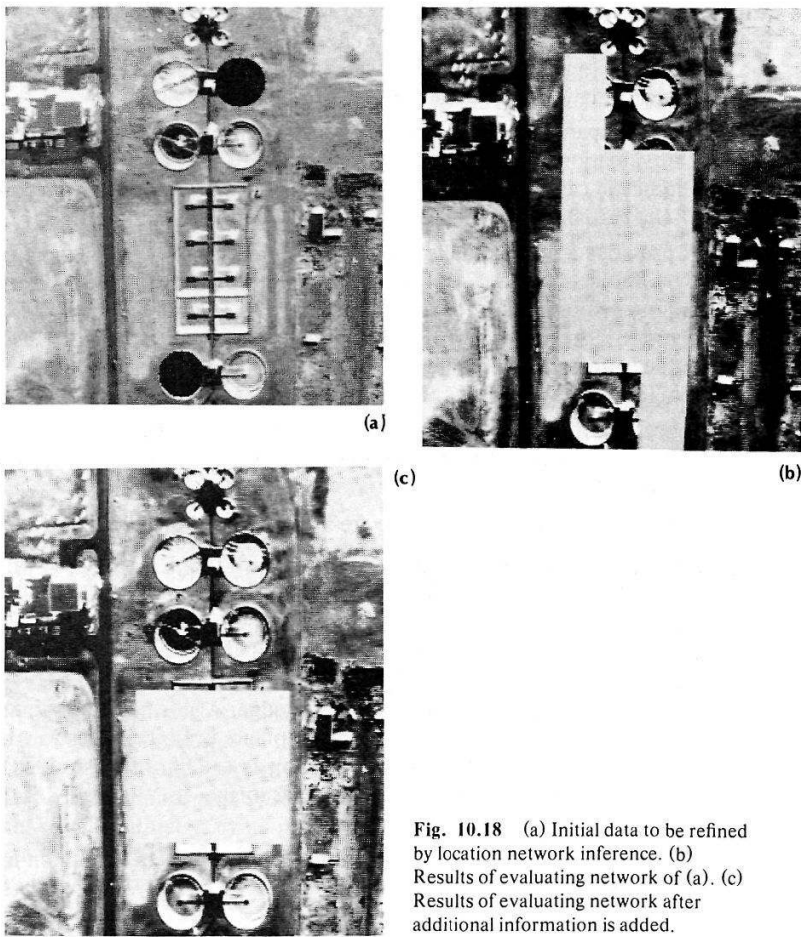 (a)
(b)
(c)
Fig. 10.18 (a) Initial data to be refined
by location network inference. (b)
Results of evaluating network of (a). (c)
Results of evaluating network after
additional information is added.